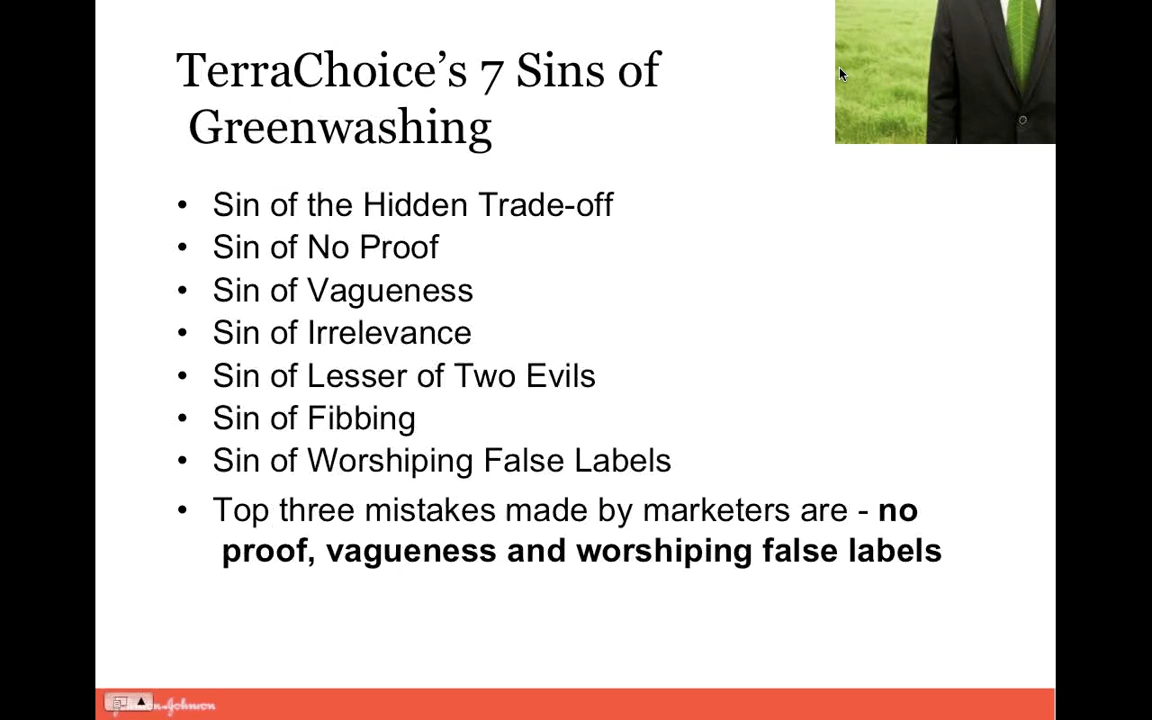 TerraChoice’s 7 Sins of
Greenwashing
• Sin of the Hidden Trade-off
• Sin of No Proof
• Sin of Vagueness
• Sin of Irrelevance
• Sin of Lesser of Two Evils
• Sin of Fibbing
• Sin of Worshiping False Labels
• Top three mistakes made by marketers are - no
proof, vagueness and worshiping false labels